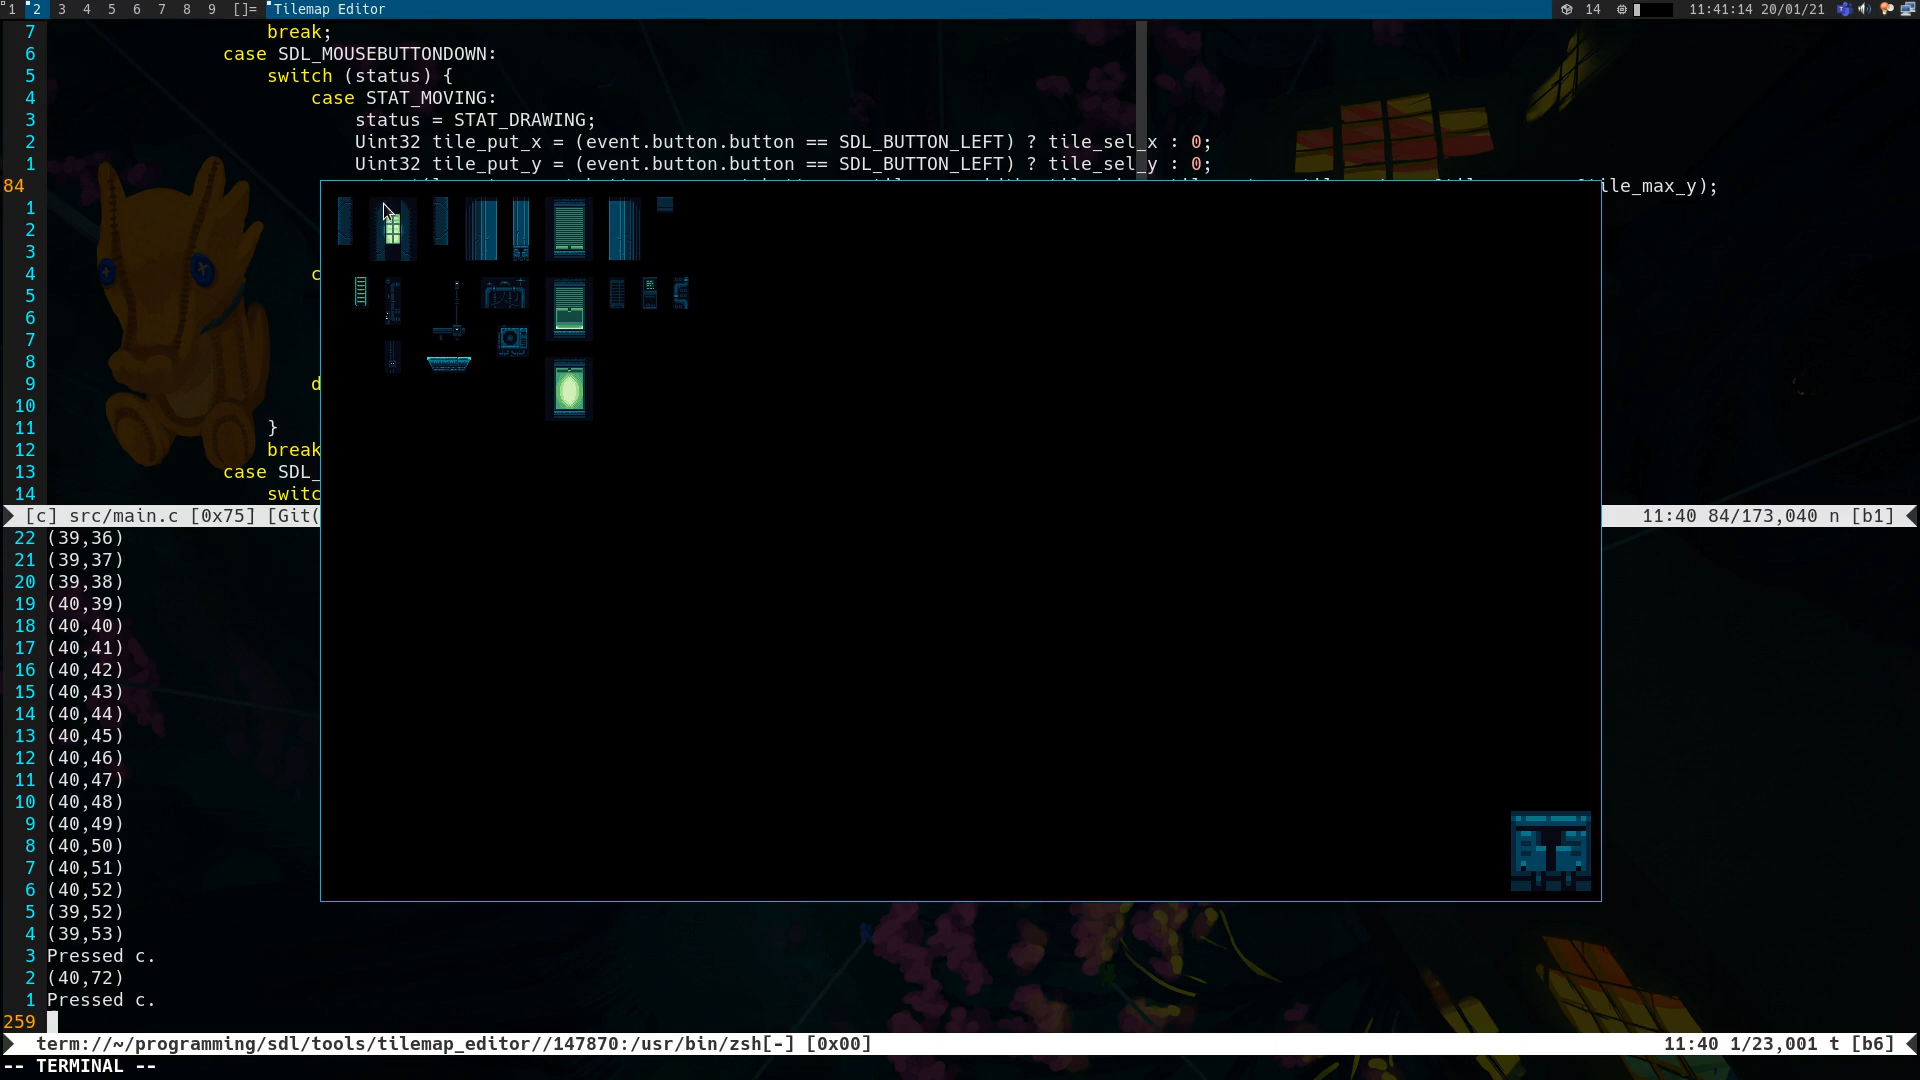 1 2 3 4 5 6 7 8 9 []= Tilemap Editor 14 11:41:14 20/01/21
7 break;
6 case SDL_MOUSEBUTTONDOWN:
5 switch (status) {
4 case STAT_MOVING:
3 status = STAT_DRAWING;
2 Uint32 tile_put_x = (event.button.button == SDL_BUTTON_LEFT) ? tile_sel_x : 0;
1 Uint32 tile_put_y = (event.button.button == SDL_BUTTON_LEFT) ? tile_sel_y : 0;
84 tile_max_y);
1
2
3
4 c
5
6
7
8
9 d
10
11 }
12 break
13 case SDL_
14 switc
[c] src/main.c [0x75] [Git( 11:40 84/173,040 n [b1]
22 (39,36)
21 (39,37)
20 (39,38)
19 (40,39)
18 (40,40)
17 (40,41)
16 (40,42)
15 (40,43)
14 (40,44)
13 (40,45)
12 (40,46)
11 (40,47)
10 (40,48)
9 (40,49)
8 (40,50)
7 (40,51)
6 (40,52)
5 (39,52)
4 (39,53)
3 Pressed c.
2 (40,72)
1 Pressed c.
259
term://~/programming/sdl/tools/tilemap_editor//147870:/usr/bin/zsh[-] [0x00] 11:40 1/23,001 t [b6]
-- TERMINAL --